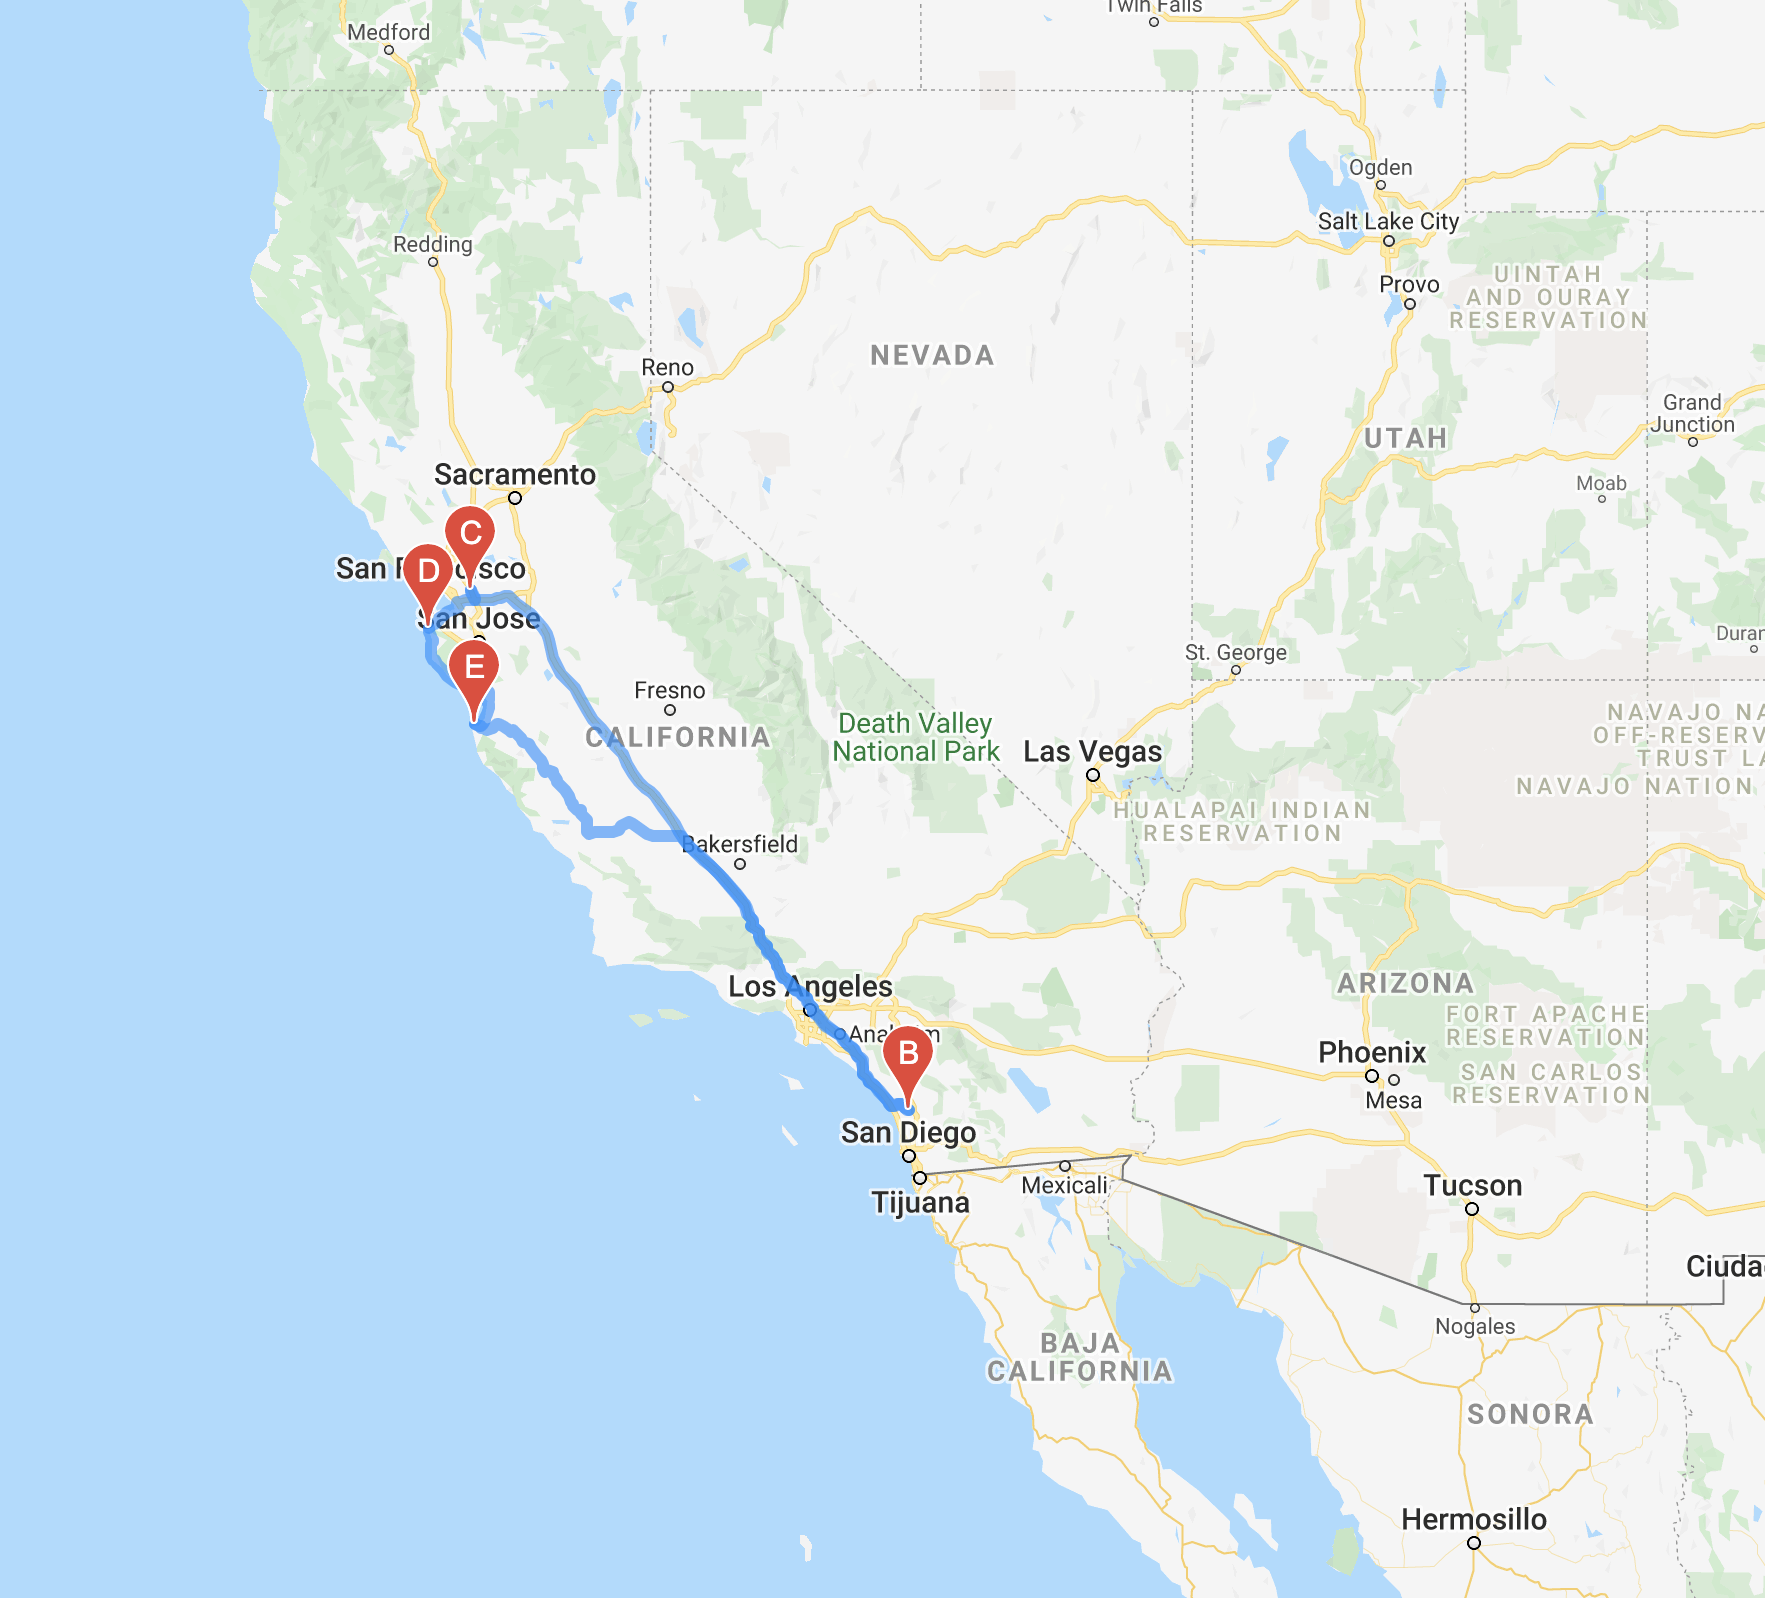 Twin Falls
Medford
Ogden
Salt Lake City
Redding
Provo
UINTAH
AND OURAY
RESERVATION
NEVADA
Reno
Grand
Junction
UTAH
Sacramento
Moab
C
San F
cisco
D
San Jose
St. George
Duran
E
Fresno
CALIFORNIA
Death Valley
National Park
Las Vegas
NAVAJO NA
OFF-RESERV
TRUST LA
NAVAJO NATION
HUALAPAI INDIAN
RESERVATION
Bakersfield
Los Angeles
ARIZONA
FORT APACHE
RESERVATION
Anaheim
B
Phoenix
SAN CARLOS
RESERVATION
Mesa
San Diego
Mexicali
Tucson
Tijuana
Ciuda
Nogales
BAJA
CALIFORNIA
SONORA
Hermosillo